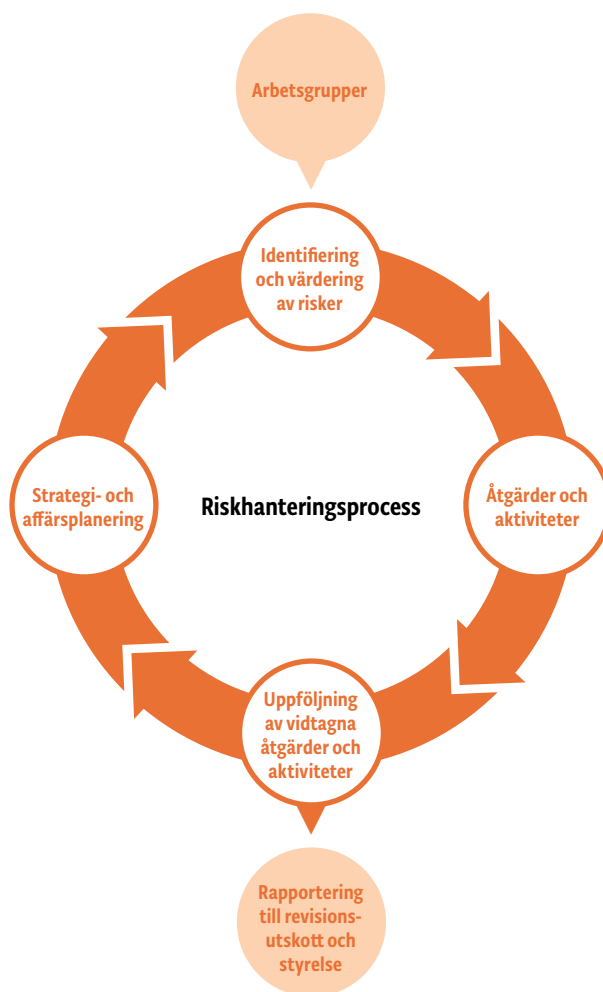 Arbetsgrupper
Identifiering
och värdering
av risker
Strategi- och
affärsplanering
Riskhanteringsprocess
Åtgärder och
aktiviteter
Uppföljning
av vidtagna
åtgärder och
aktiviteter
Rapportering
till revisions-
utskott och
styrelse